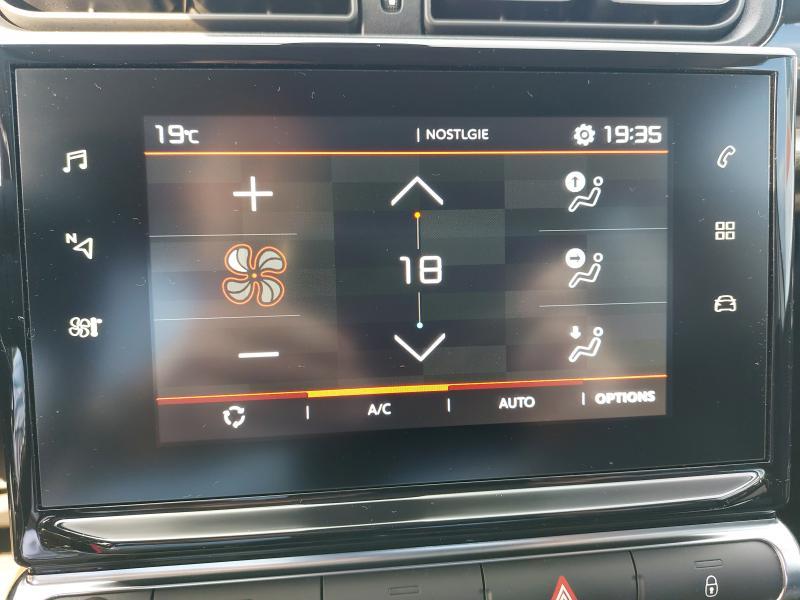 19°C | NOSTLGIE 19:35
N
18
| A/C | AUTO | OPTIONS